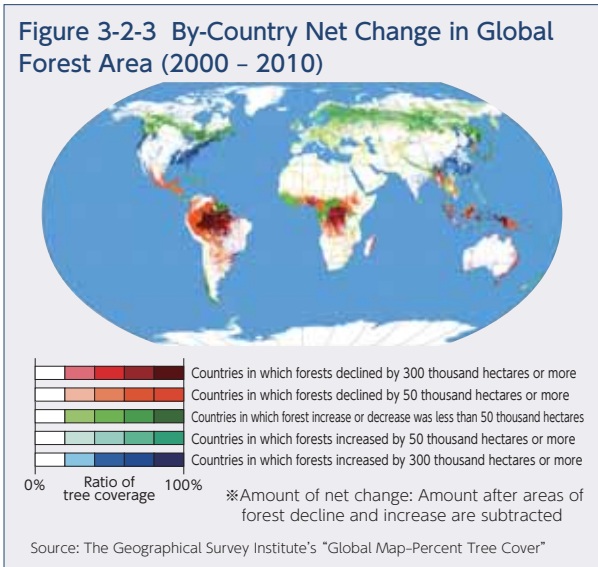 Figure 3-2-3 By-Country Net Change in Global
Forest Area (2000 – 2010)
Countries in which forests declined by 300 thousand hectares or more
Countries in which forests declined by 50 thousand hectares or more
Countries in which forest increase or decrease was less than 50 thousand hectares
Countries in which forests increased by 50 thousand hectares or more
Countries in which forests increased by 300 thousand hectares or more
0% Ratio of 100%
tree coverage
※Amount of net change: Amount after areas of
forest decline and increase are subtracted
Source: The Geographical Survey Institute's "Global Map–Percent Tree Cover"